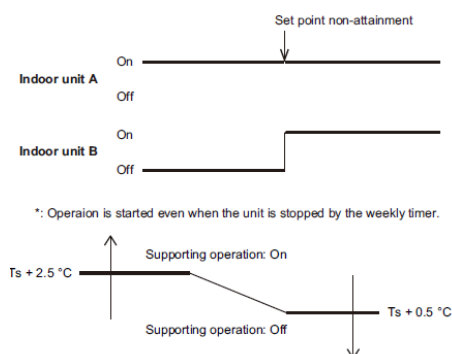 Set point non-attainment
On
Indoor unit A
Off
On
Indoor unit B
Off
*: Operaion is started even when the unit is stopped by the weekly timer.
Supporting operation: On
Ts + 2.5 °C
Ts + 0.5 °C
Supporting operation: Off